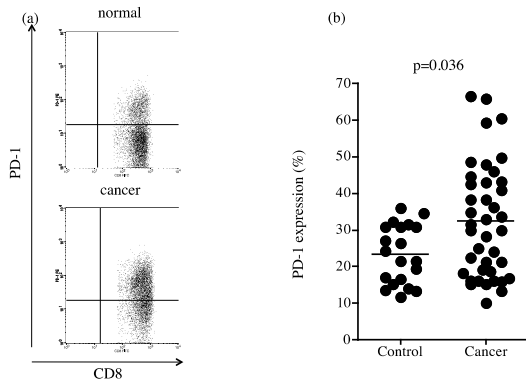 (a)
normal
PD-1
cancer
CD8
(b)
p=0.036
PD-1 expression (%)
70
60
50
40
30
20
10
0
Control
Cancer